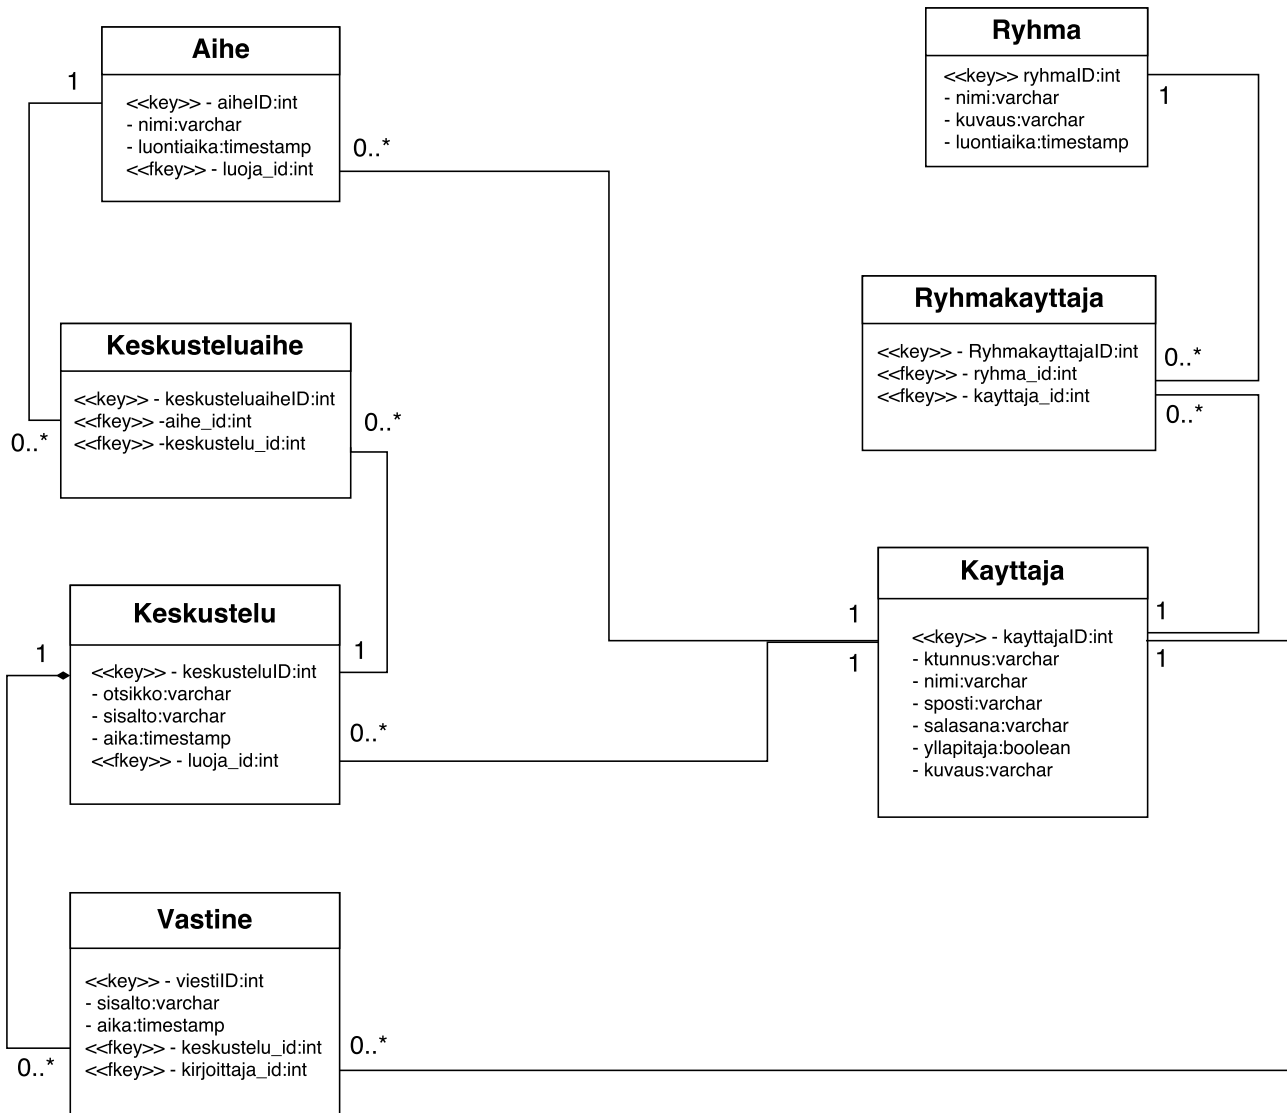 Aihe
<<key>> - aiheID:int
- nimi:varchar
- luontiaika:timestamp
<<fkey>> - luoja_id:int
1
0..*
Ryhma
<<key>> ryhmaID:int
- nimi:varchar
- kuvaus:varchar
- luontiaika:timestamp
1
Ryhmakayttaja
<<key>> - RyhmakayttajaID:int
<<fkey>> - ryhma_id:int
<<fkey>> - kayttaja_id:int
0..*
0..*
Keskusteluaihe
<<key>> - keskusteluaiheID:int
<<fkey>> -aihe_id:int
<<fkey>> -keskustelu_id:int
0..*
0..*
Kayttaja
<<key>> - kayttajaID:int
- ktunnus:varchar
- nimi:varchar
- sposti:varchar
- salasana:varchar
- yllapitaja:boolean
- kuvaus:varchar
1
1
1
1
Keskustelu
<<key>> - keskusteluID:int
- otsikko:varchar
- sisalto:varchar
- aika:timestamp
<<fkey>> - luoja_id:int
1
1
0..*
Vastine
<<key>> - viestiID:int
- sisalto:varchar
- aika:timestamp
<<fkey>> - keskustelu_id:int
<<fkey>> - kirjoittaja_id:int
0..*
0..*